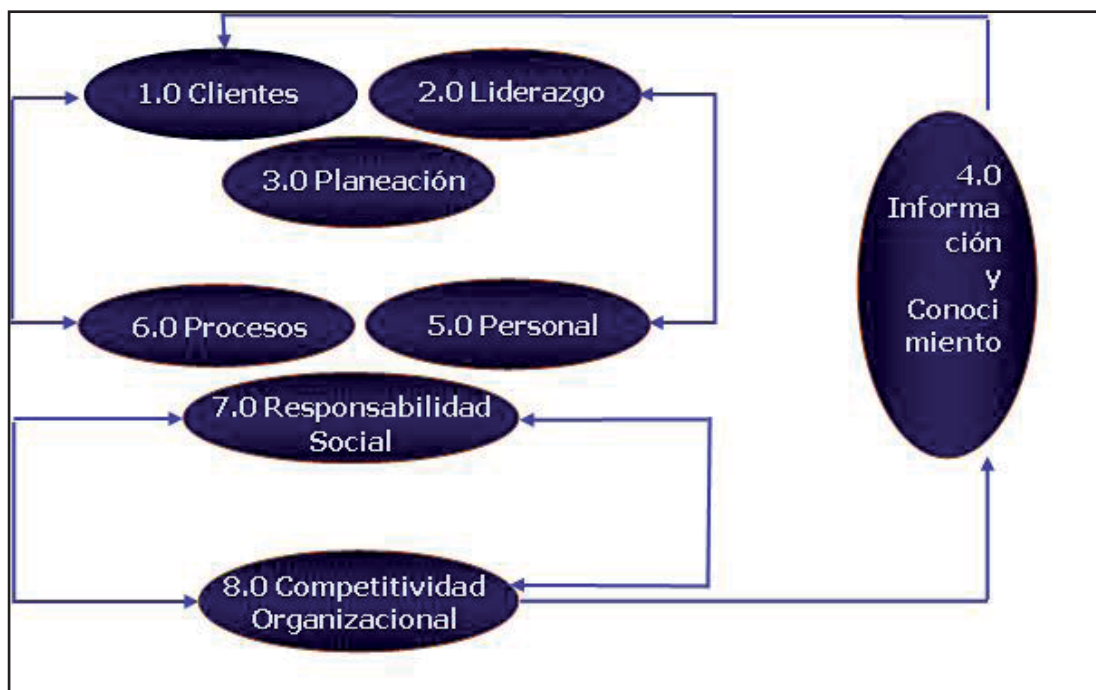 1.0 Clientes
2.0 Liderazgo
3.0 Planeación
4.0
Informa
ción
y
Conoci
miento
6.0 Procesos
5.0 Personal
7.0 Responsabilidad
Social
8.0 Competitividad
Organizacional